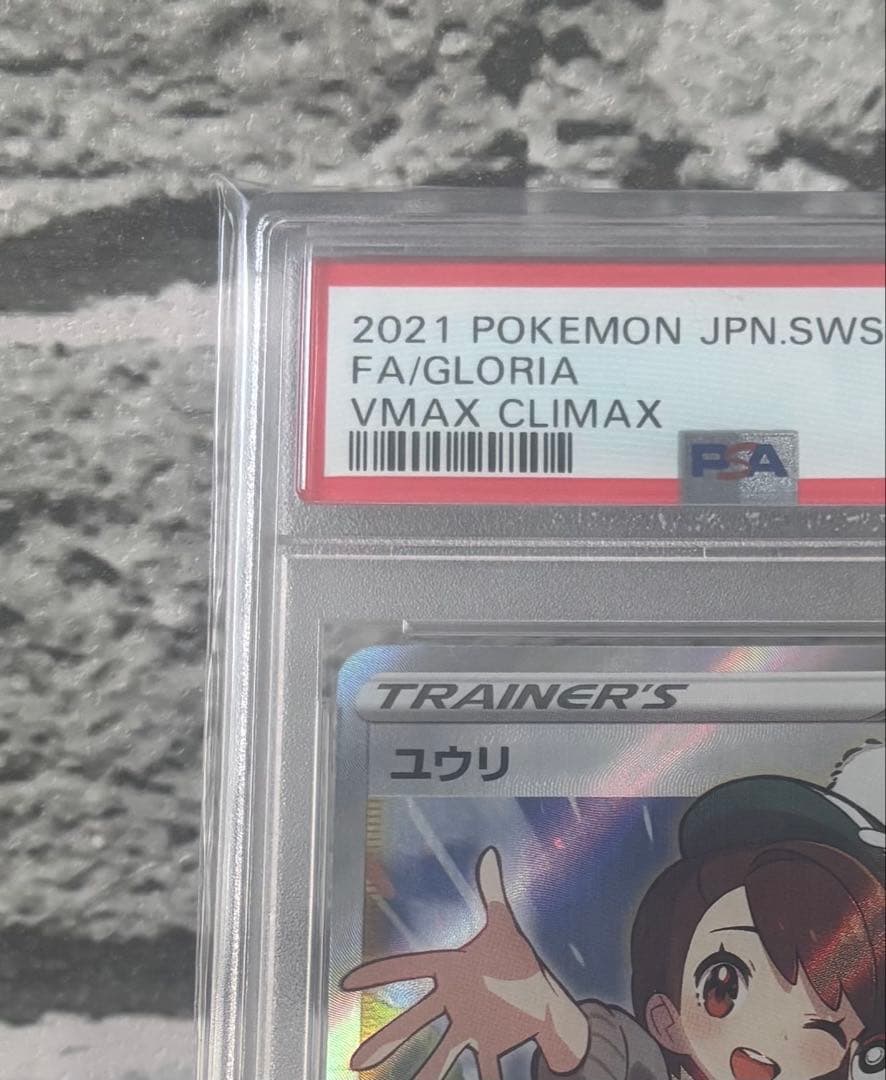 2021 POKEMON JPN.SWS
FA/GLORIA
VMAX CLIMAX
PSA
TRAINER'S
ユウリ